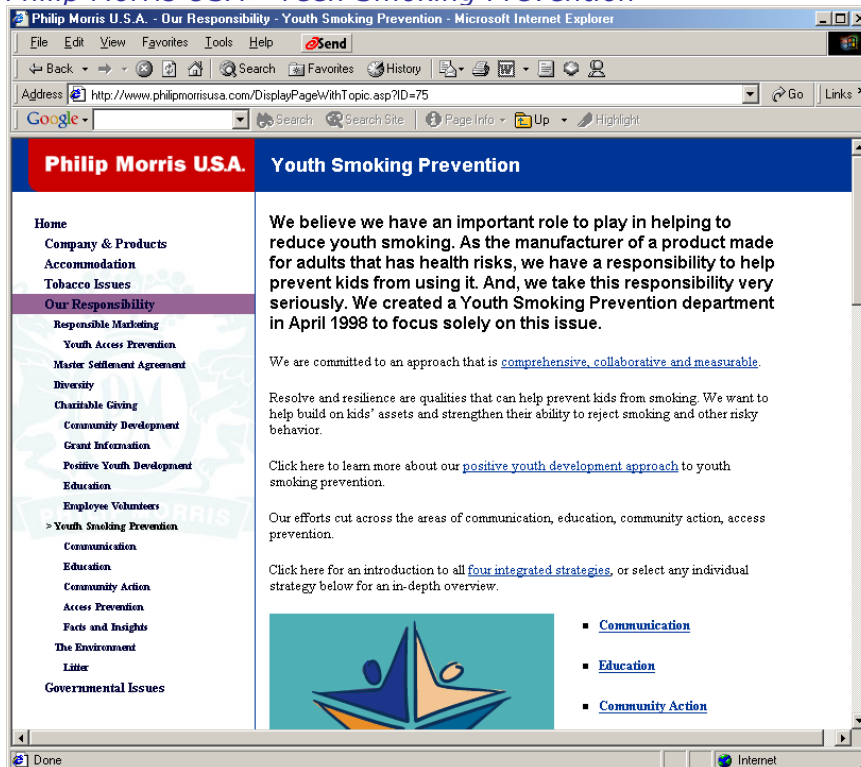 Philip Morris USA - Teen Smoking Prevention
Philip Morris U.S.A. - Our Responsibility - Youth Smoking Prevention - Microsoft Internet Explorer
File Edit View Favorites Tools Help Send
Back Search Favorites History
Address http://www.philipmorrisusa.com/DisplayPageWithTopic.asp?ID=75 Go Links
Google Search Search Site Page Info Up Highlight
Philip Morris U.S.A. Youth Smoking Prevention
Home
Company & Products
Accommodation
Tobacco Issues
Our Responsibility
Responsible Marketing
Youth Access Prevention
Master Settlement Agreement
Diversity
Charitable Giving
Community Development
Grant Information
Positive Youth Development
Education
Employee Volunteers
> Youth Smoking Prevention
Communication
Education
Community Action
Access Prevention
Facts and Insights
The Environment
Litter
Governmental Issues
We believe we have an important role to play in helping to
reduce youth smoking. As the manufacturer of a product made
for adults that has health risks, we have a responsibility to help
prevent kids from using it. And, we take this responsibility very
seriously. We created a Youth Smoking Prevention department
in April 1998 to focus solely on this issue.
We are committed to an approach that is comprehensive, collaborative and measurable.
Resolve and resilience are qualities that can help prevent kids from smoking. We want to
help build on kids' assets and strengthen their ability to reject smoking and other risky
behavior.
Click here to learn more about our positive youth development approach to youth
smoking prevention.
Our efforts cut across the areas of communication, education, community action, access
prevention.
Click here for an introduction to all four integrated strategies, or select any individual
strategy below for an in-depth overview.
Communication
Education
Community Action
Done Internet